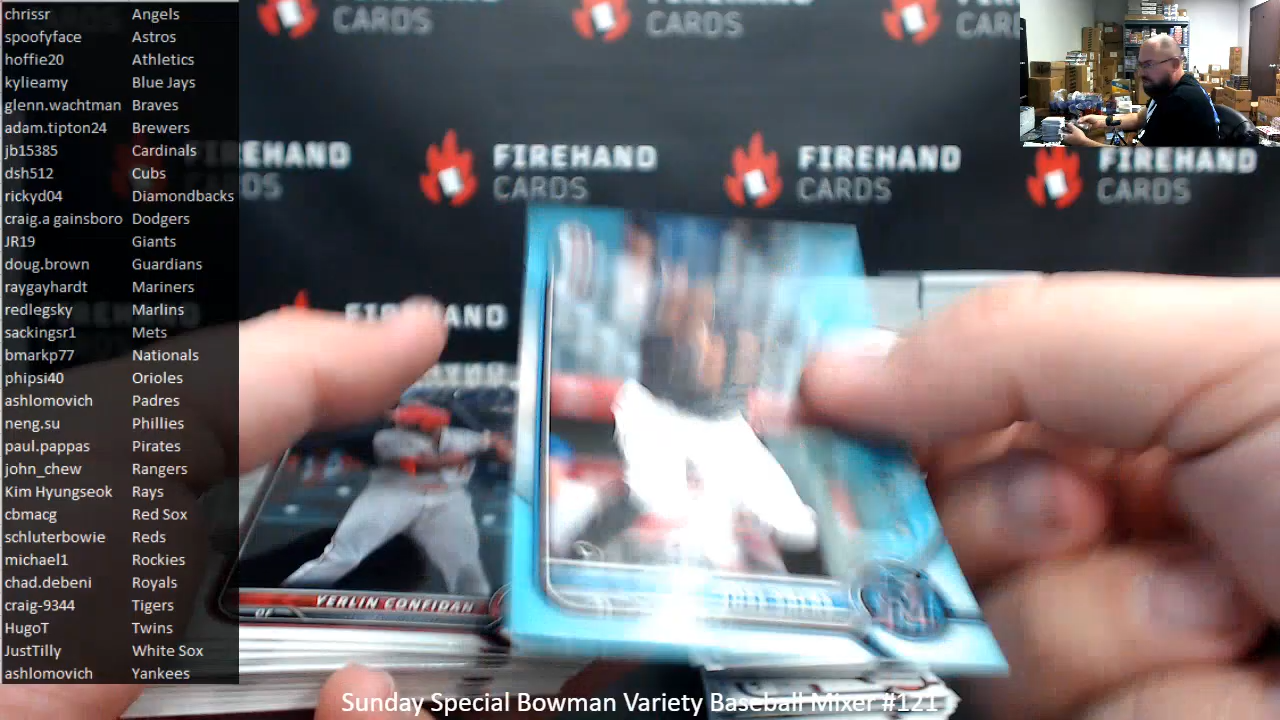 chrissr Angels
spoofyface Astros
hoffie20 Athletics
kylieamy Blue Jays
glenn.wachtman Braves
adam.tipton24 Brewers
jb15385 Cardinals
dsh512 Cubs
rickyd04 Diamondbacks
craig.a gainsboro Dodgers
JR19 Giants
doug.brown Guardians
raygayhardt Mariners
redlegsky Marlins
sackingsr1 Mets
bmarkp77 Nationals
phipsi40 Orioles
ashlomovich Padres
neng.su Phillies
paul.pappas Pirates
john_chew Rangers
Kim Hyungseok Rays
cbmacg Red Sox
schluterbowie Reds
michael1 Rockies
chad.debeni Royals
craig-9344 Tigers
HugoT Twins
JustTilly White Sox
ashlomovich Yankees
CARDS CARDS
FIREHAND FIREHAND FIREHAND
CARDS CARDS CARDS CARDS
YERLIN CONFIDAN
OF
Sunday Special Bowman Variety Baseball Mixer #121